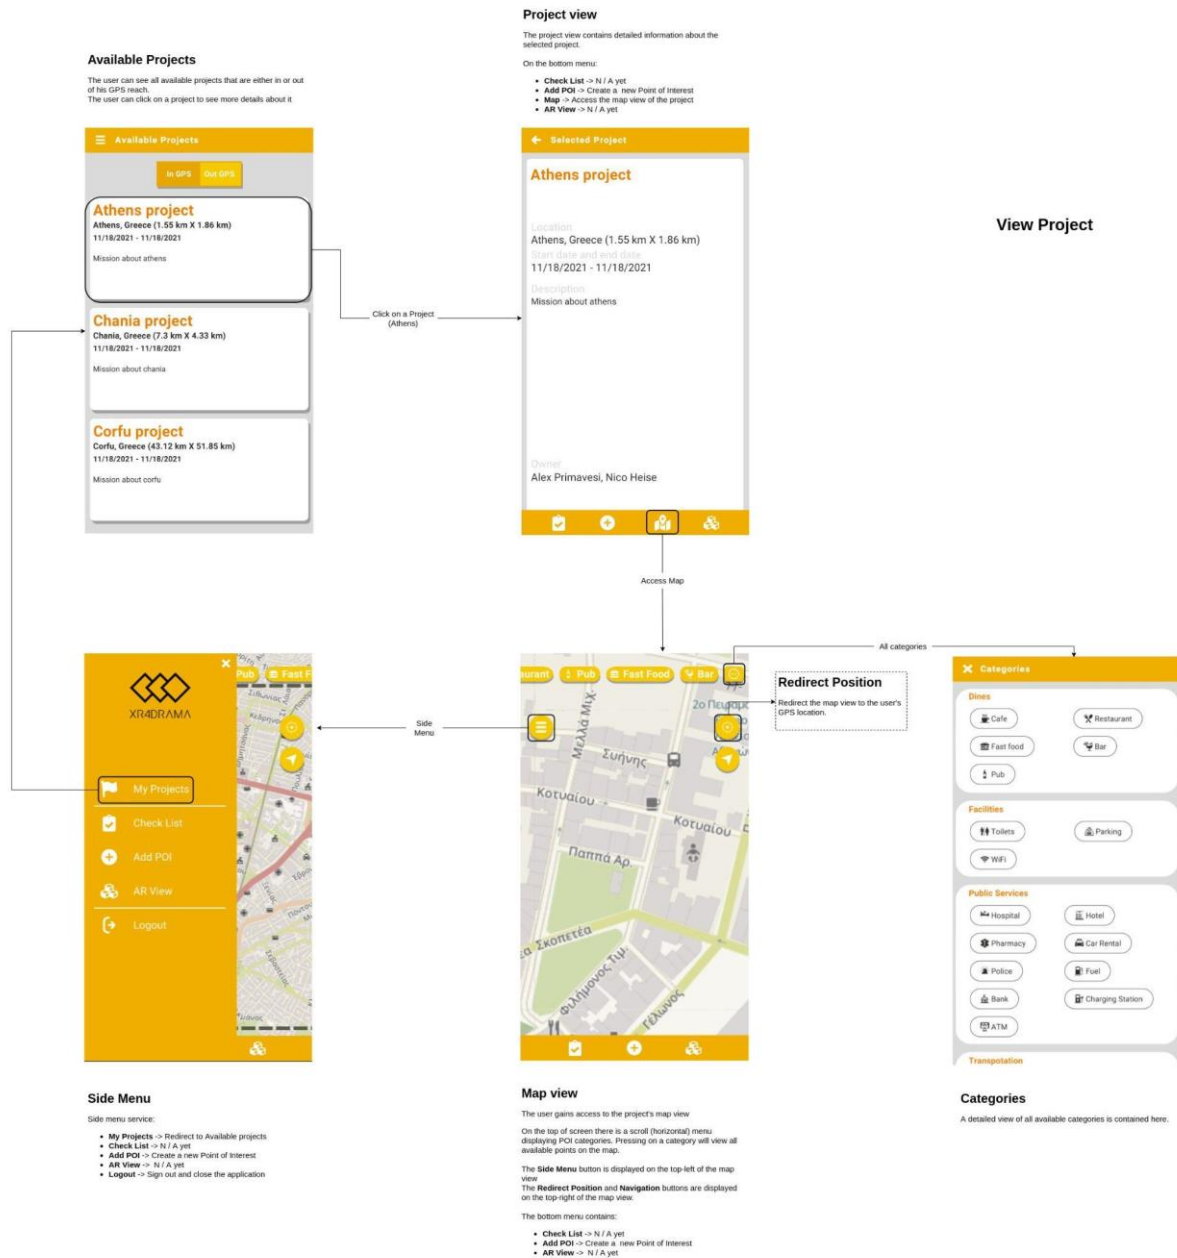 Project view
The project view contains detailed information about the
selected project.
On the bottom menu:
Check List -> N / A yet
Add POI -> Create a  new Point of Interest
Map -> Access the map view of the project
AR View -> N / A yet
Available Projects
The user can see all available projects that are either in or out
of his GPS reach.
The user can click on a project to see more details about it
Available Projects
In GPS
Out GPS
Athens project
Athens, Greece (1.55 km X 1.86 km)
11/18/2021 - 11/18/2021
Mission about athens
Chania project
Chania, Greece (7.3 km X 4.33 km)
11/18/2021 - 11/18/2021
Mission about chania
Corfu project
Corfu, Greece (43.12 km X 51.85 km)
11/18/2021 - 11/18/2021
Mission about corfu
Click on a Project
(Athens)
Selected Project
Athens project
Location
Athens, Greece (1.55 km X 1.86 km)
Start date and end date
11/18/2021 - 11/18/2021
Description
Mission about athens
Owner
Alex Primavesi, Nico Heise
View Project
Access Map
All categories
Side
Menu
XR4DRAMA
My Projects
Check List
Add POI
AR View
Logout
Pub
Fast F
urant
Pub
Fast Food
Bar
2ο Πειραμα
Μελλά Μιχ.
Συήνης
Κοτυαίου
Κοτυαίου
Παππά Αρ.
έα Σκοπετέα
Φιλήμονος Τιμ.
Γέλωνος
Redirect Position
Redirect the map view to the user's
GPS location.
Categories
Dines
Cafe
Restaurant
Fast food
Bar
Pub
Facilities
Toilets
Parking
WiFi
Public Services
Hospital
Hotel
Pharmacy
Car Rental
Police
Fuel
Bank
Charging Station
ATM
Transpotation
Side Menu
Side menu service:
My Projects -> Redirect to Available projects
Check List -> N / A yet
Add POI -> Create a new Point of Interest
AR View ->  N / A yet
Logout -> Sign out and close the application
Map view
The user gains access to the project's map view
On the top of screen there is a scroll (horizontal) menu
displaying POI categories. Pressing on a category will view all
available points on the map.
The Side Menu button is displayed on the top-left of the map
view
The Redirect Position and Navigation buttons are displayed
on the top-right of the map view.
The bottom menu contains:
Check List -> N / A yet
Add POI -> Create a  new Point of Interest
AR View ->  N / A yet
Categories
A detailed view of all available categories is contained here.